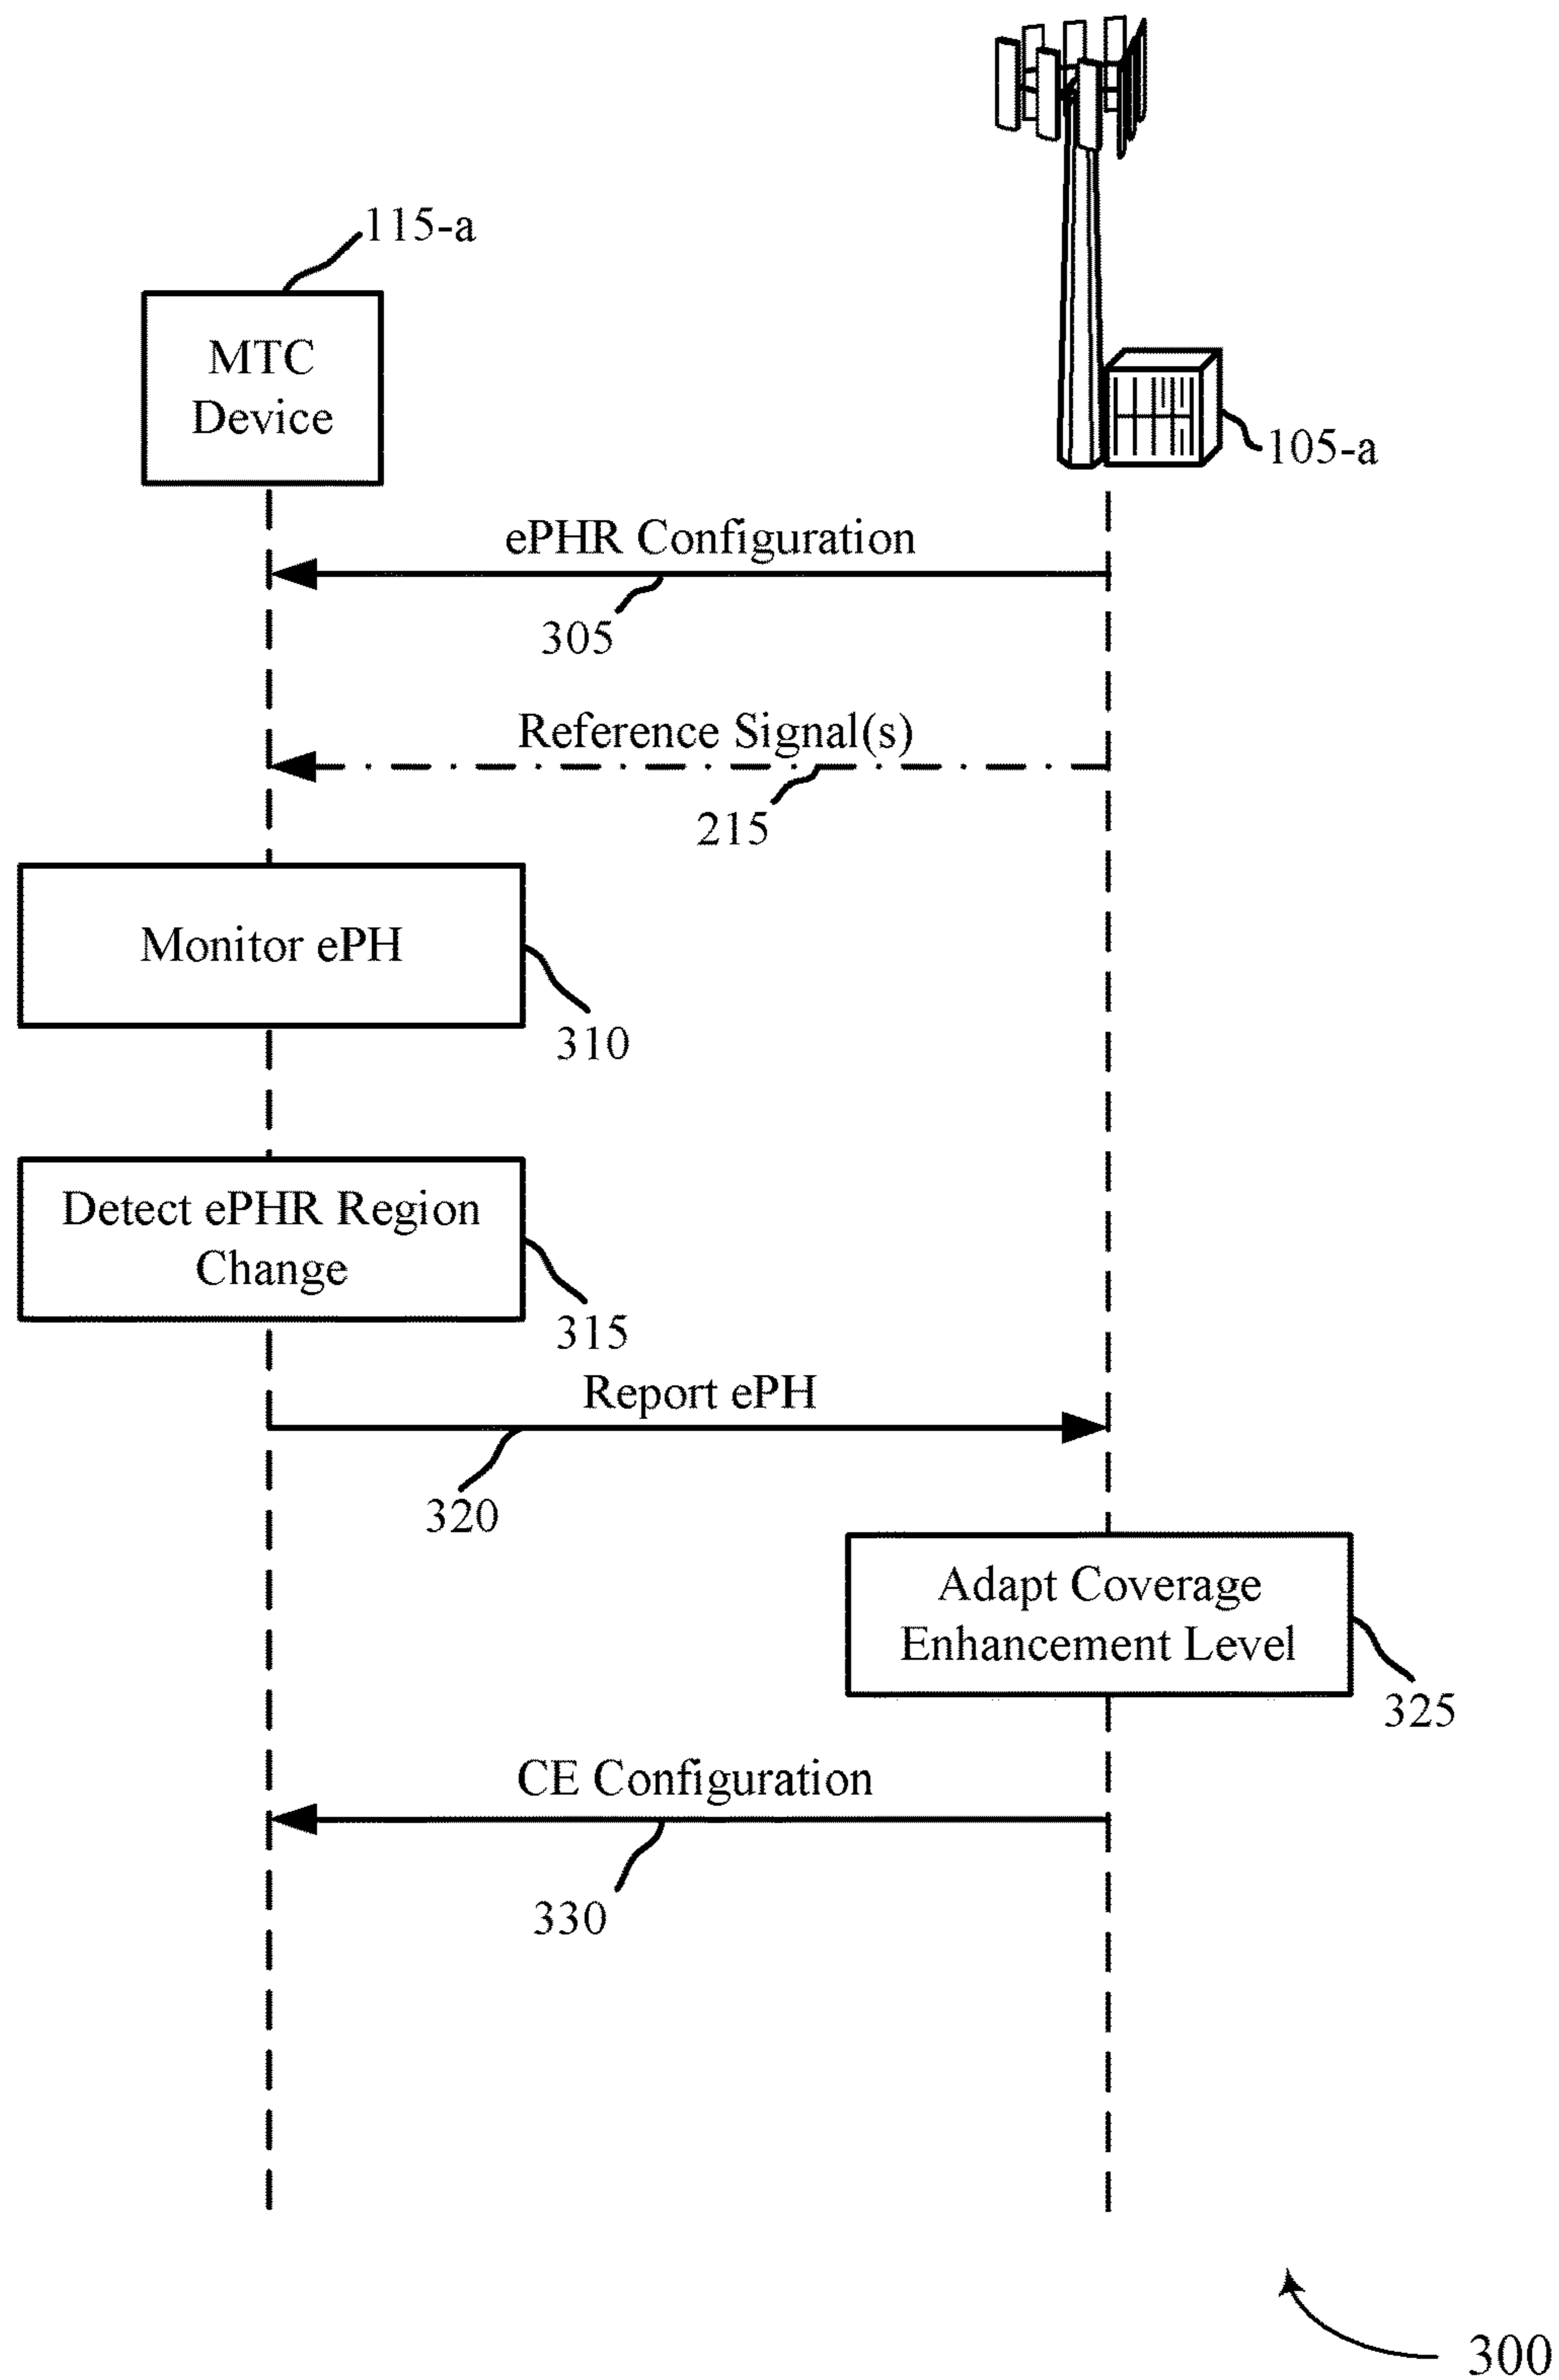 115-a
MTC
Device
105-a
ePHR Configuration
305
Reference Signal(s)
215
Monitor ePH
310
Detect ePHR Region
Change
315
Report ePH
320
Adapt Coverage
Enhancement Level
325
CE Configuration
330
300